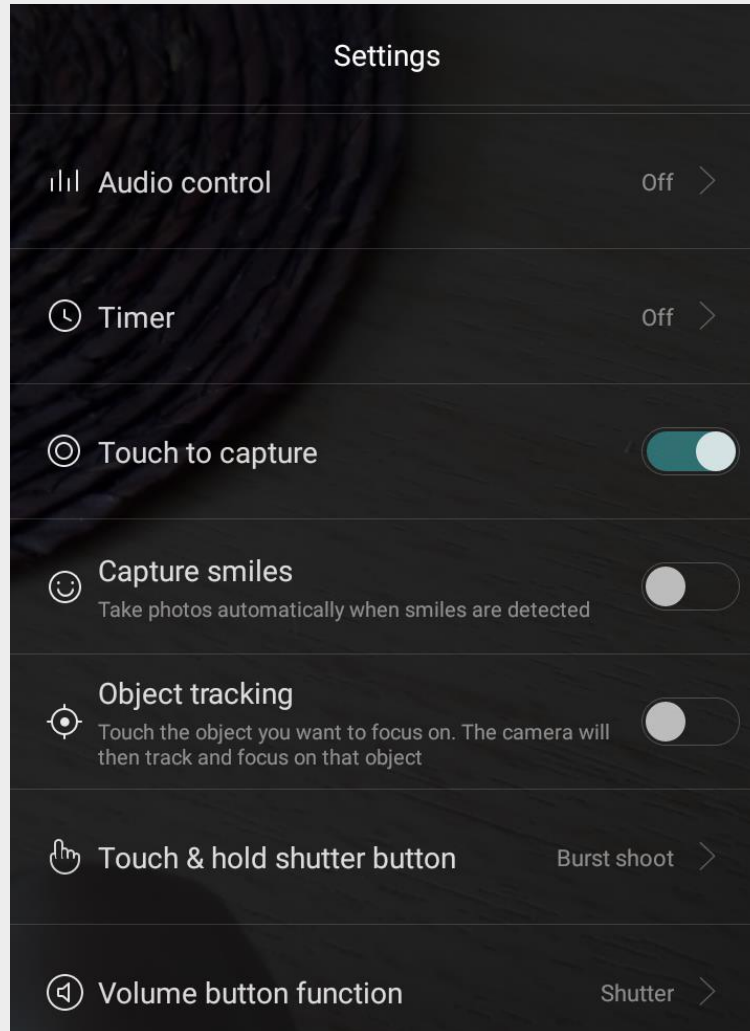 Settings
Audio control
Off
Timer
Off
Touch to capture
Capture smiles
Take photos automatically when smiles are detected
Object tracking
Touch the object you want to focus on. The camera will
then track and focus on that object
Touch & hold shutter button
Burst shoot
Volume button function
Shutter